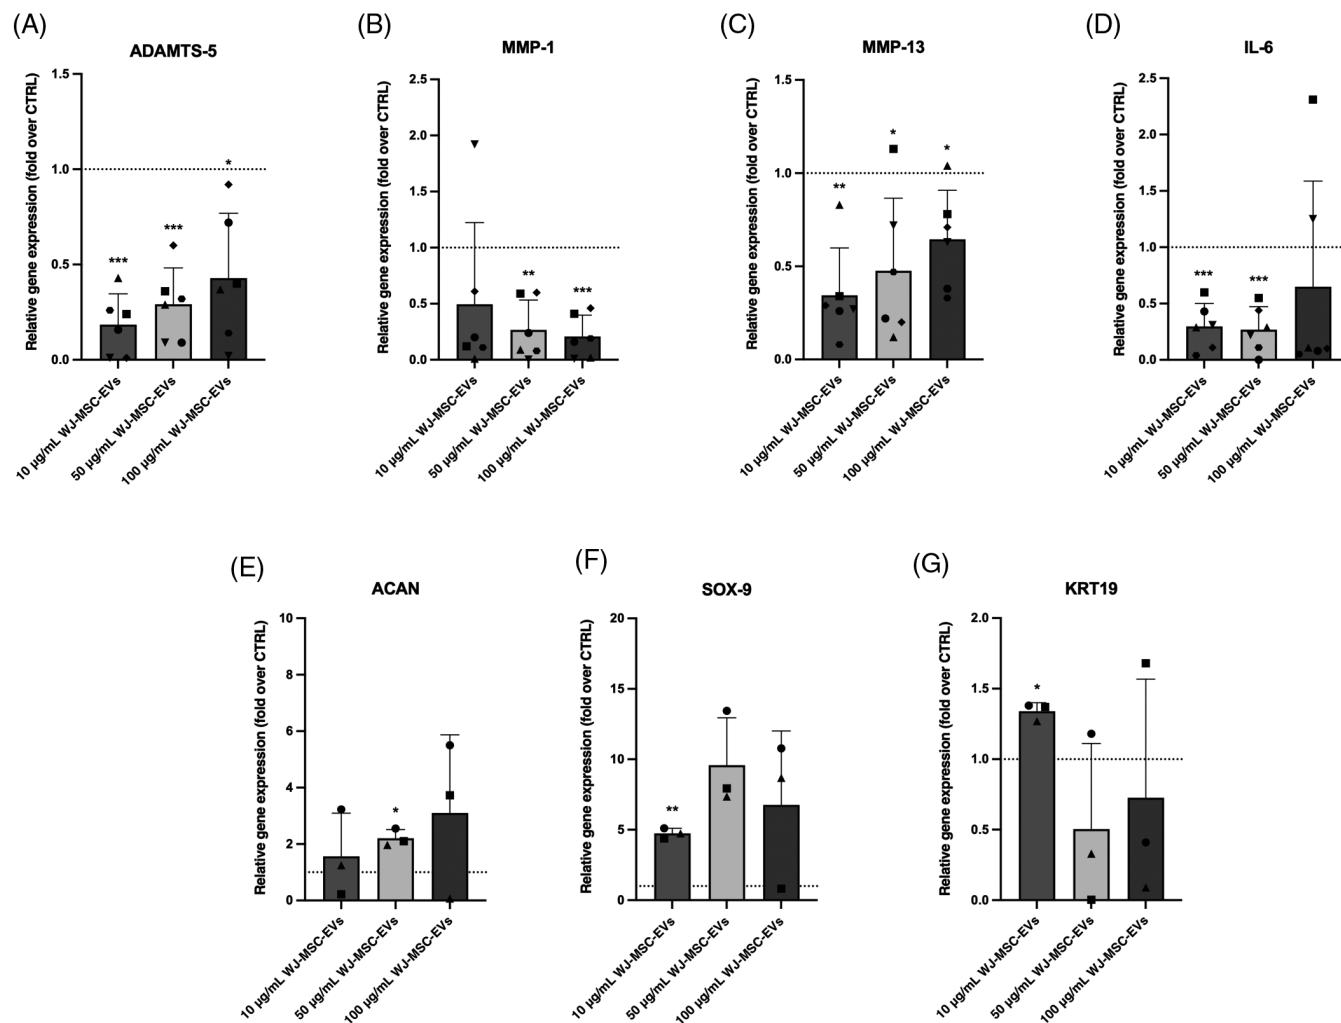 (A)
ADAMTS-5
Relative gene expression (fold over CTRL)
1.5
1.0
0.5
0.0
***
***
*
10 µg/mL WJ-MSC-EVs
50 µg/mL WJ-MSC-EVs
100 µg/mL WJ-MSC-EVs
(B)
MMP-1
Relative gene expression (fold over CTRL)
2.5
2.0
1.5
1.0
0.5
0.0
**
***
10 µg/mL WJ-MSC-EVs
50 µg/mL WJ-MSC-EVs
100 µg/mL WJ-MSC-EVs
(C)
MMP-13
Relative gene expression (fold over CTRL)
1.5
1.0
0.5
0.0
**
*
*
10 µg/mL WJ-MSC-EVs
50 µg/mL WJ-MSC-EVs
100 µg/mL WJ-MSC-EVs
(D)
IL-6
Relative gene expression (fold over CTRL)
2.5
2.0
1.5
1.0
0.5
0.0
***
***
10 µg/mL WJ-MSC-EVs
50 µg/mL WJ-MSC-EVs
100 µg/mL WJ-MSC-EVs
(E)
ACAN
Relative gene expression (fold over CTRL)
10
8
6
4
2
0
*
10 µg/mL WJ-MSC-EVs
50 µg/mL WJ-MSC-EVs
100 µg/mL WJ-MSC-EVs
(F)
SOX-9
Relative gene expression (fold over CTRL)
20
15
10
5
0
**
10 µg/mL WJ-MSC-EVs
50 µg/mL WJ-MSC-EVs
100 µg/mL WJ-MSC-EVs
(G)
KRT19
Relative gene expression (fold over CTRL)
2.0
1.5
1.0
0.5
0.0
*
10 µg/mL WJ-MSC-EVs
50 µg/mL WJ-MSC-EVs
100 µg/mL WJ-MSC-EVs